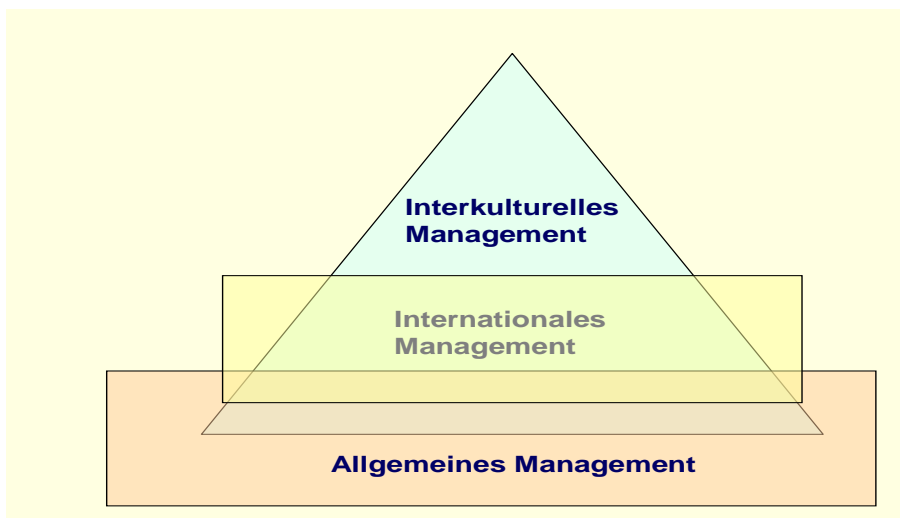 Interkulturelles
Management
Internationales
Management
Allgemeines Management